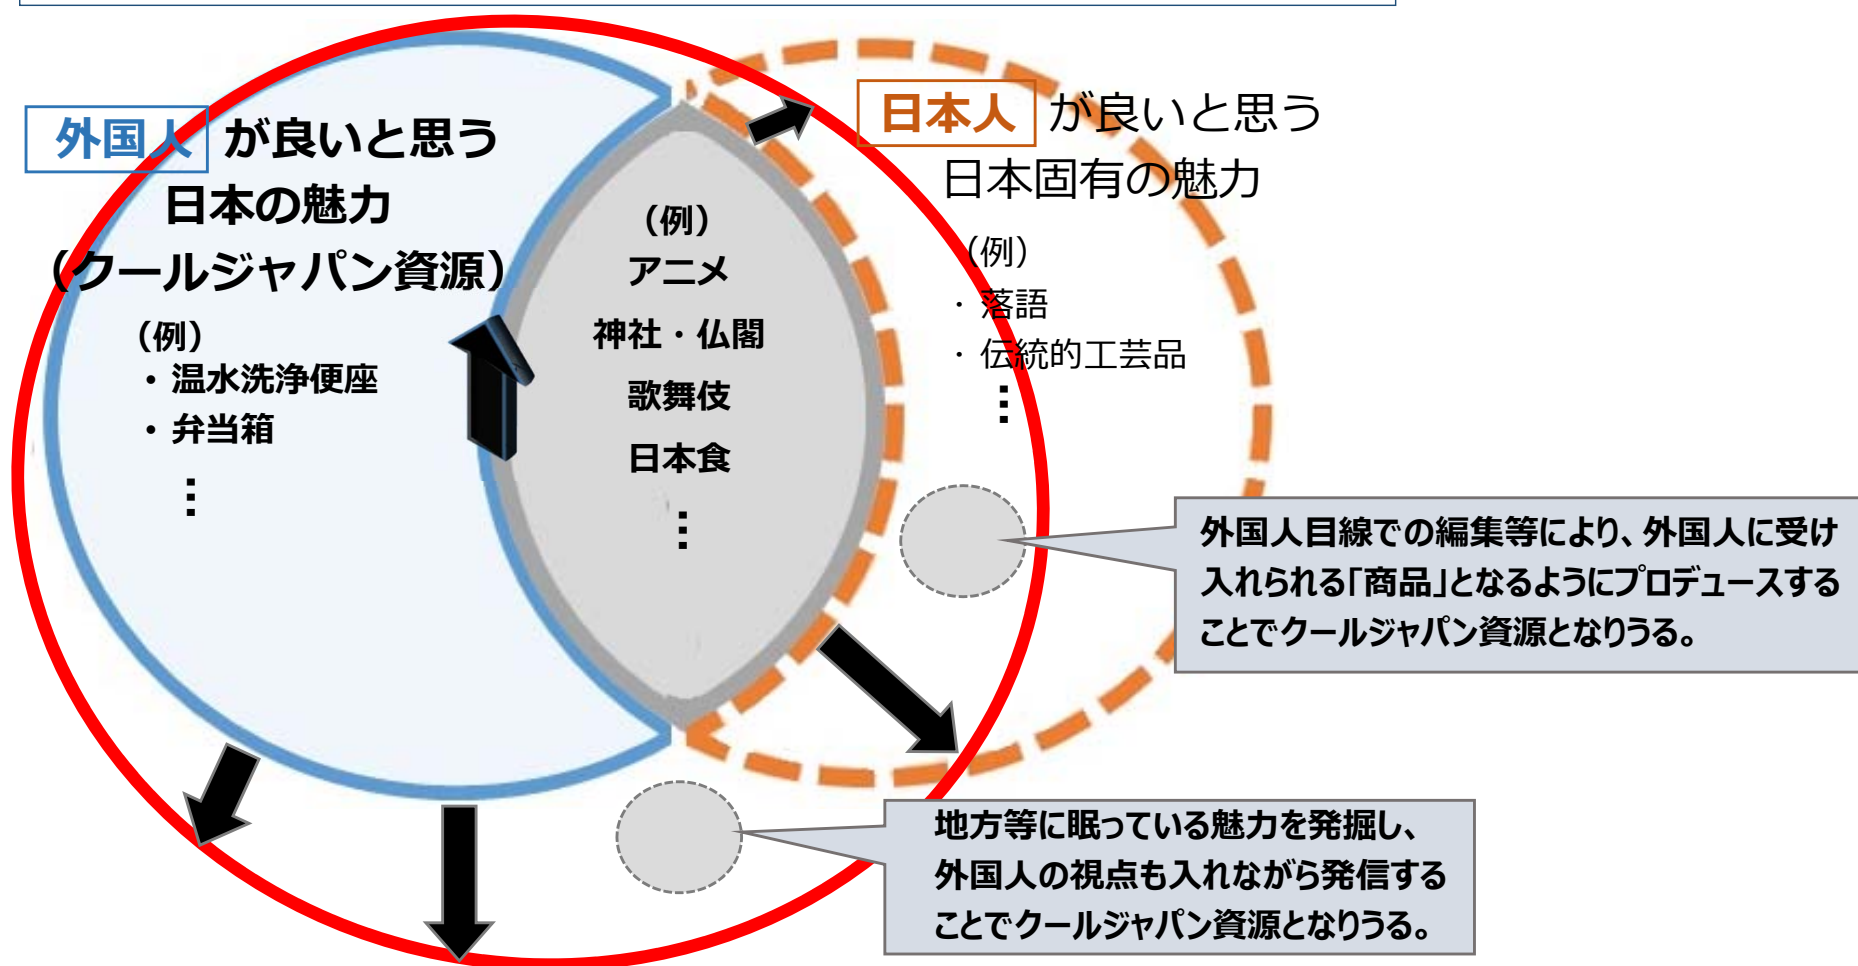 外国人 が良いと思う
日本の魅力
（クールジャパン資源）
（例）
・温水洗浄便座
・弁当箱
…
（例）
アニメ
神社・仏閣
歌舞伎
日本食
…
日本人 が良いと思う
日本固有の魅力
（例）
・落語
・伝統的工芸品
…
外国人目線での編集等により、外国人に受け
入れられる「商品」となるようにプロデュースする
ことでクールジャパン資源となりうる。
地方等に眠っている魅力を発掘し、
外国人の視点も入れながら発信する
ことでクールジャパン資源となりうる。